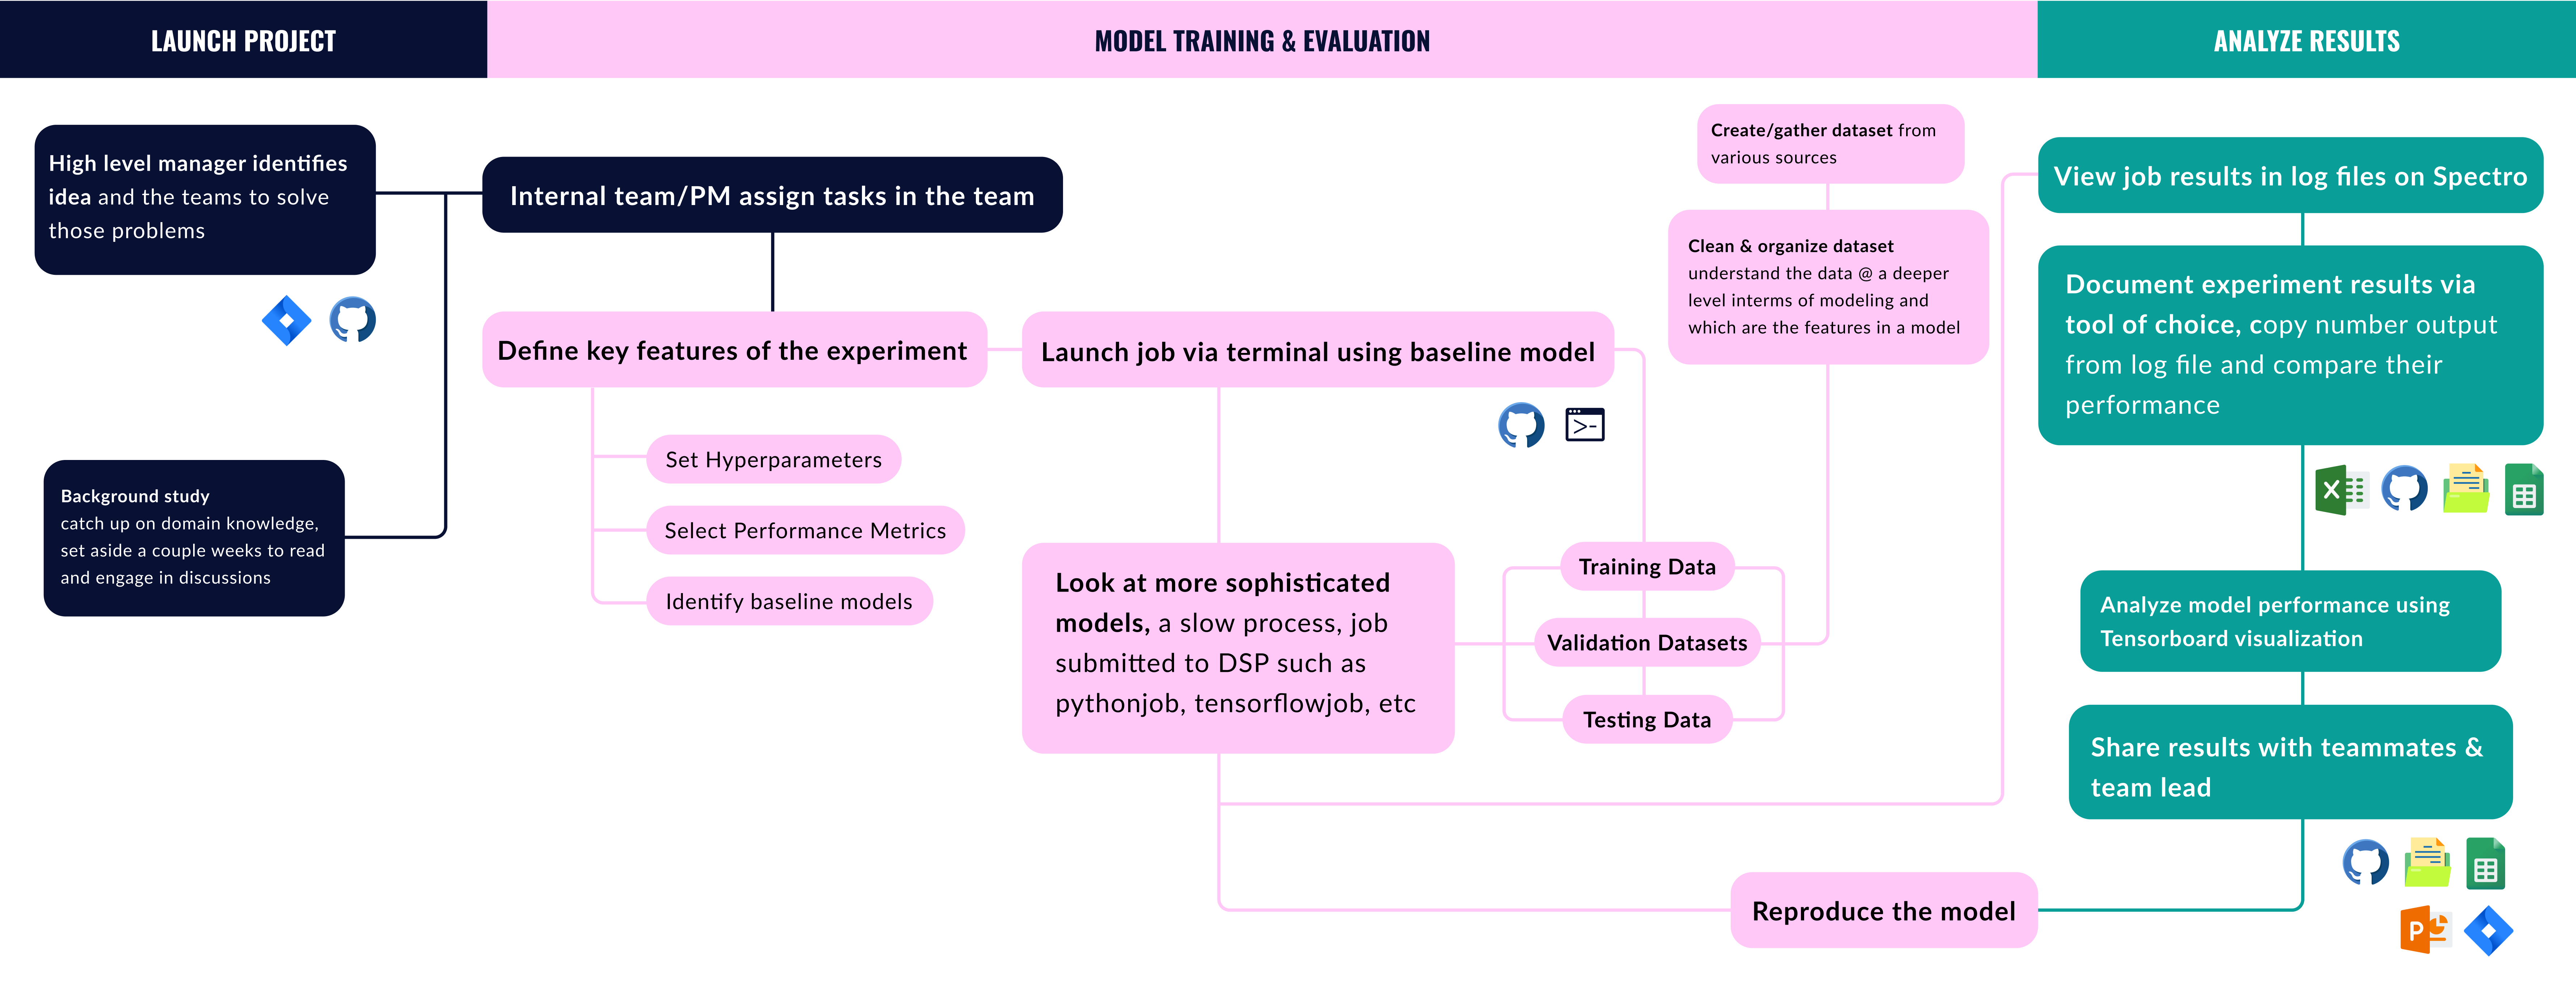 LAUNCH PROJECT
MODEL TRAINING & EVALUATION
ANALYZE RESULTS
High level manager identifies
idea and the teams to solve
those problems
Background study
catch up on domain knowledge,
set aside a couple weeks to read
and engage in discussions
Internal team/PM assign tasks in the team
Define key features of the experiment
Set Hyperparameters
Select Performance Metrics
Identify baseline models
Launch job via terminal using baseline model
Look at more sophisticated
models, a slow process, job
submitted to DSP such as
pythonjob, tensorflowjob, etc
Create/gather dataset from
various sources
Clean & organize dataset
understand the data @ a deeper
level interms of modeling and
which are the features in a model
Training Data
Validation Datasets
Testing Data
Reproduce the model
View job results in log files on Spectro
Document experiment results via
tool of choice, copy number output
from log file and compare their
performance
X
Analyze model performance using
Tensorboard visualization
Share results with teammates &
team lead
P